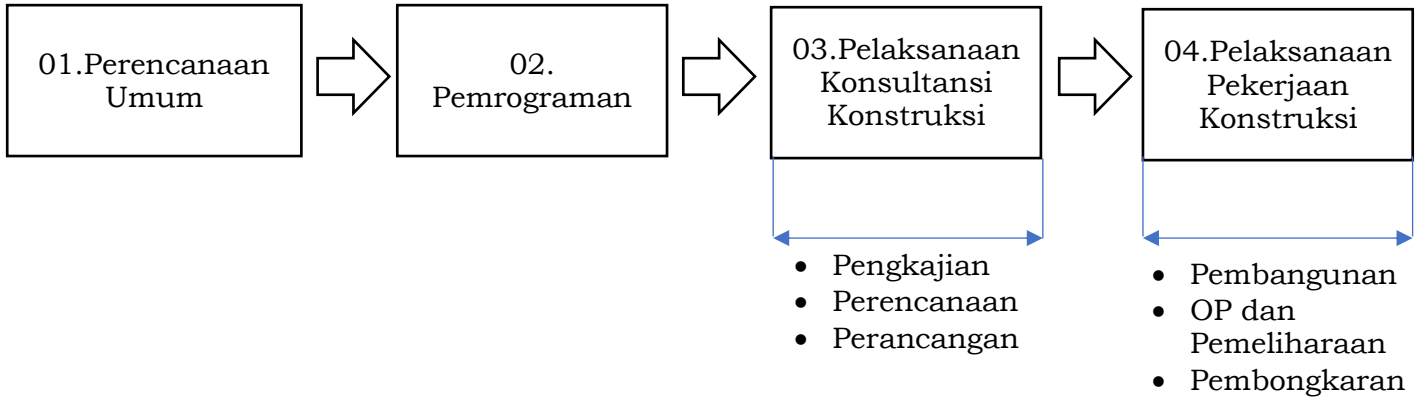 01.Perencanaan
Umum
02.
Pemrograman
03.Pelaksanaan
Konsultansi
Konstruksi
04.Pelaksanaan
Pekerjaan
Konstruksi
• Pengkajian
• Perencanaan
• Perancangan
• Pembangunan
• OP dan
Pemeliharaan
• Pembongkaran